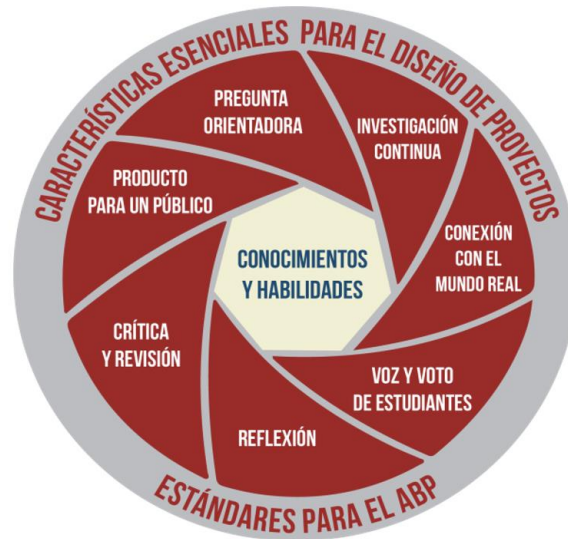 CARACTERÍSTICAS ESENCIALES PARA EL DISEÑO DE PROYECTOS
PREGUNTA
ORIENTADORA
INVESTIGACIÓN
CONTINUA
CONEXIÓN
CON EL
MUNDO REAL
VOZ Y VOTO
DE ESTUDIANTES
REFLEXIÓN
CRÍTICA
Y REVISIÓN
PRODUCTO
PARA UN PÚBLICO
CONOCIMIENTOS
Y HABILIDADES
ESTÁNDARES PARA EL ABP